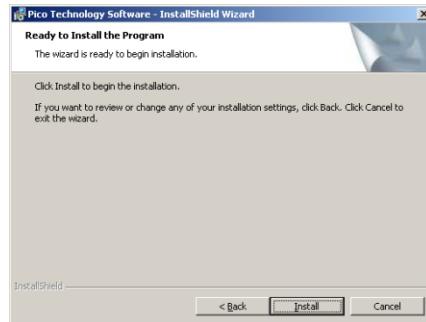 Pico Technology Software - InstallShield Wizard
Ready to Install the Program
The wizard is ready to begin installation.
Click Install to begin the installation.
If you want to review or change any of your installation settings, click Back. Click Cancel to
exit the wizard.
InstallShield
< Back Install Cancel